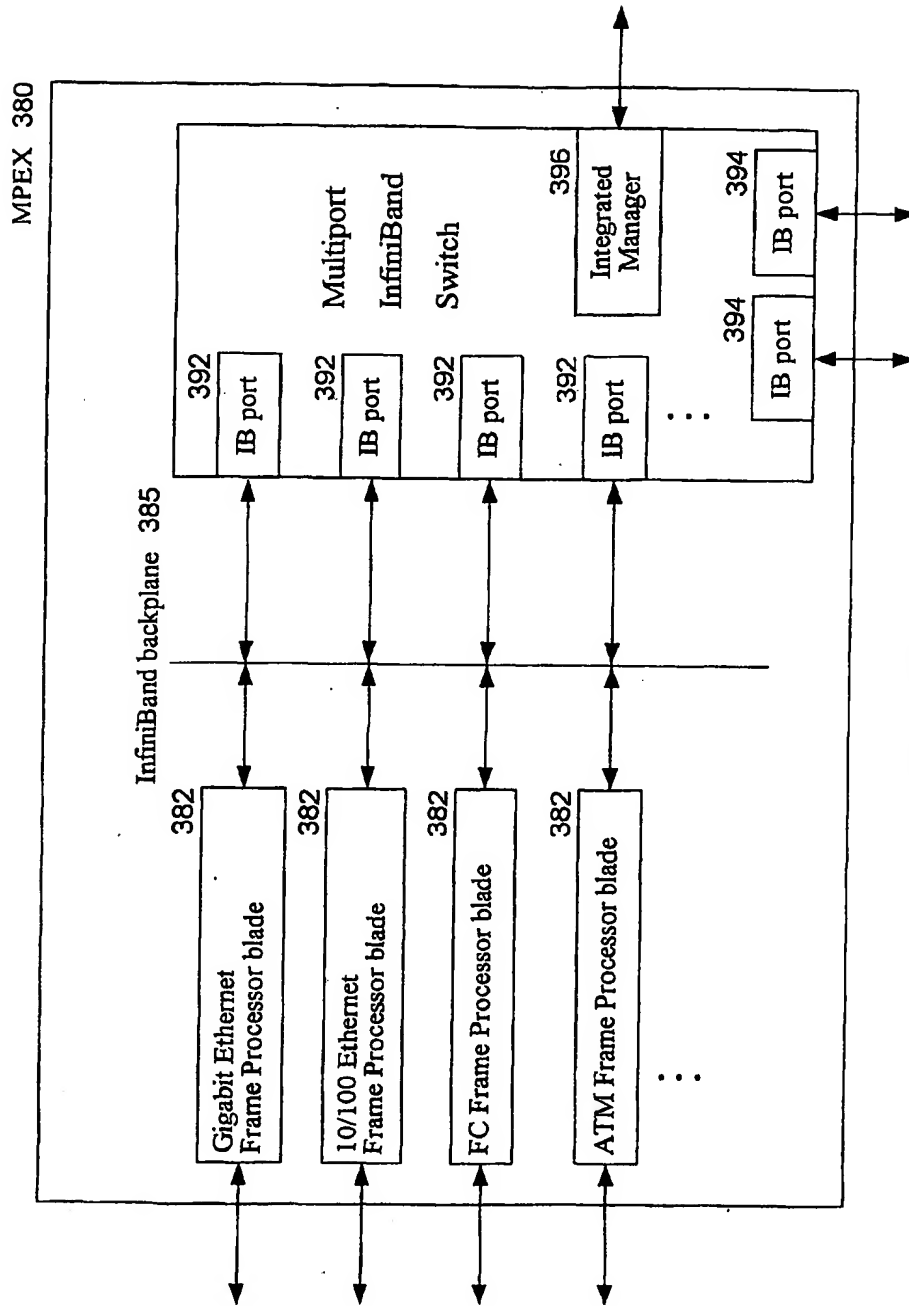 MPEX 380
InfiniBand backplane 385
382
Gigabit Ethernet
Frame Processor blade
382
10/100 Ethernet
Frame Processor blade
382
FC Frame Processor blade
382
ATM Frame Processor blade
...
392
IB port
392
IB port
392
IB port
392
IB port
...
Multiport
InfiniBand
Switch
396
Integrated
Manager
394
IB port
394
IB port